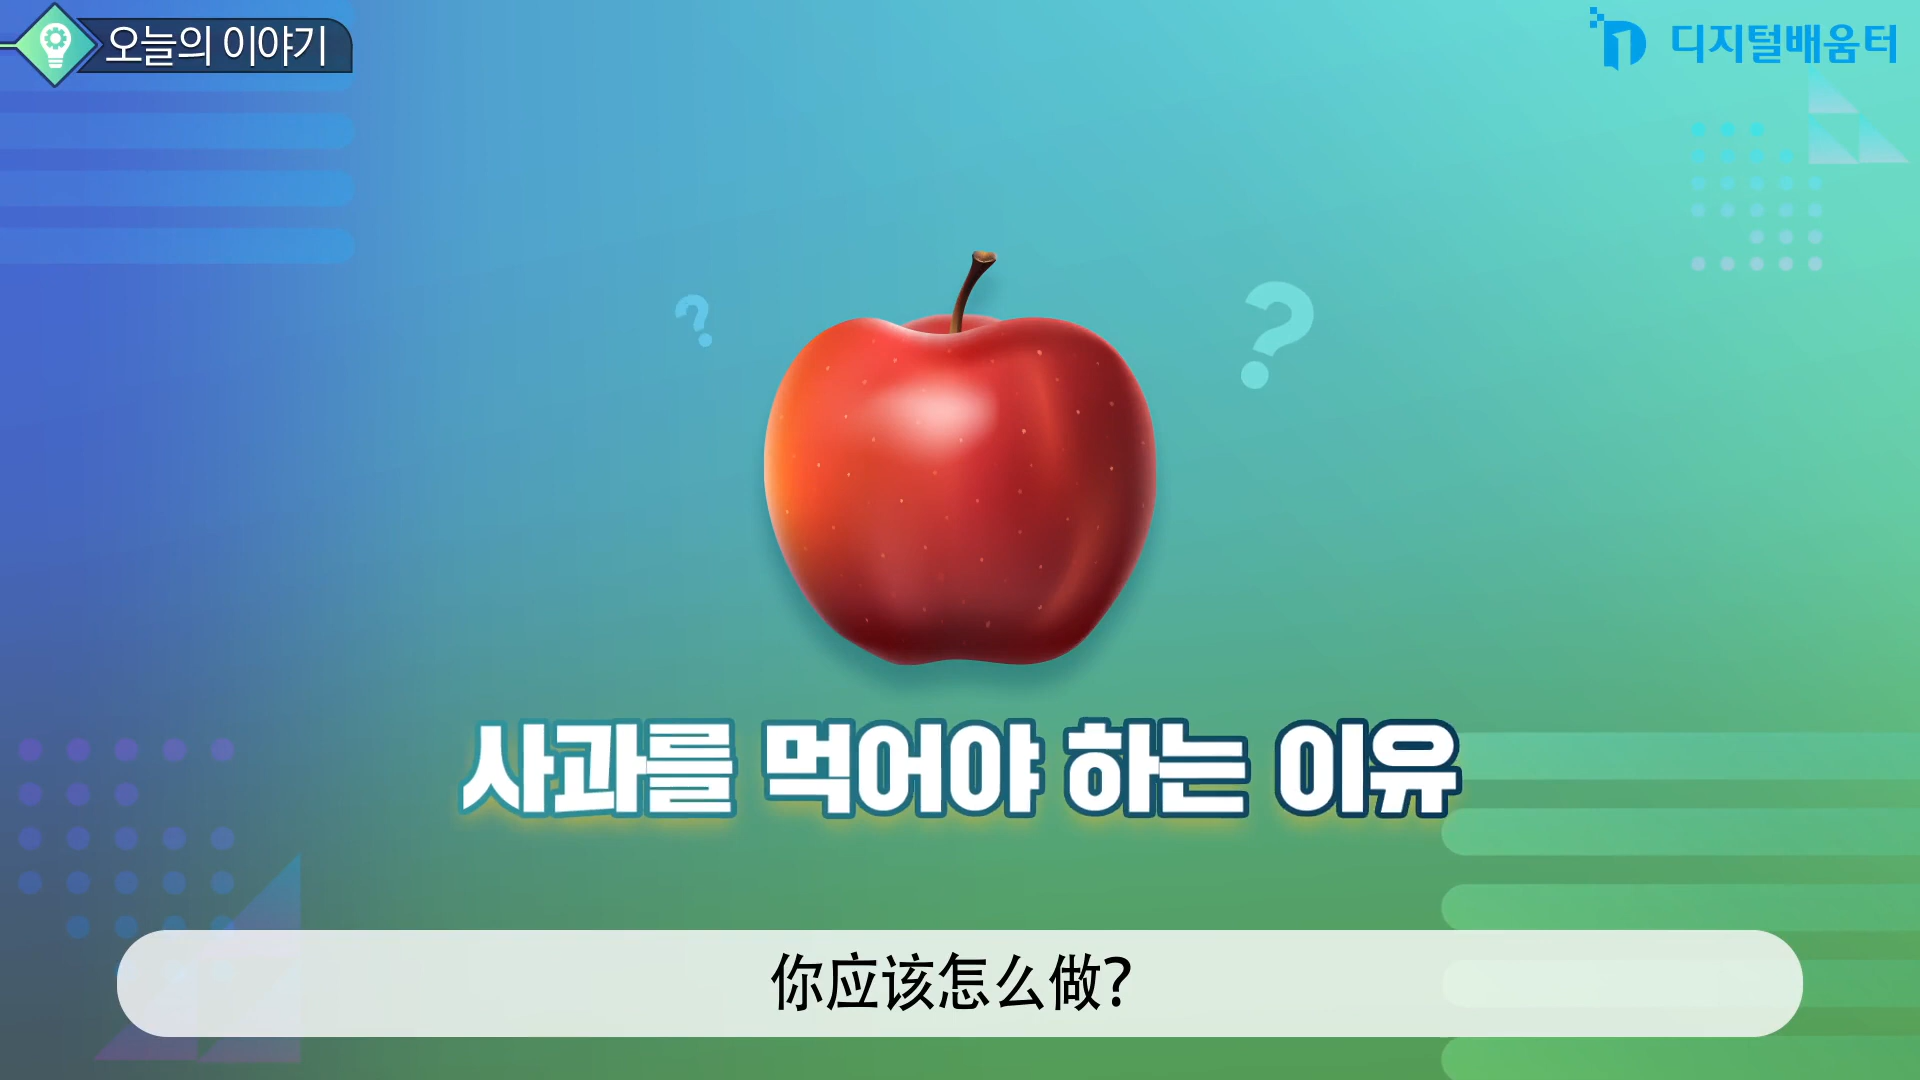 오늘의 이야기
디지털배움터
사과를 먹어야 하는 이유
你应该怎么做?